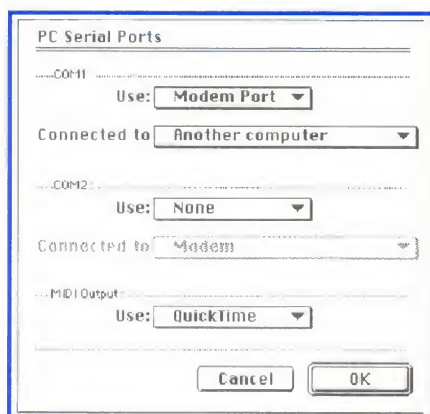 PC Serial Ports
COM1
Use: Modem Port
Connected to Another computer
COM2
Use: None
Connected to Modem
MIDI Output
Use: QuickTime
Cancel OK